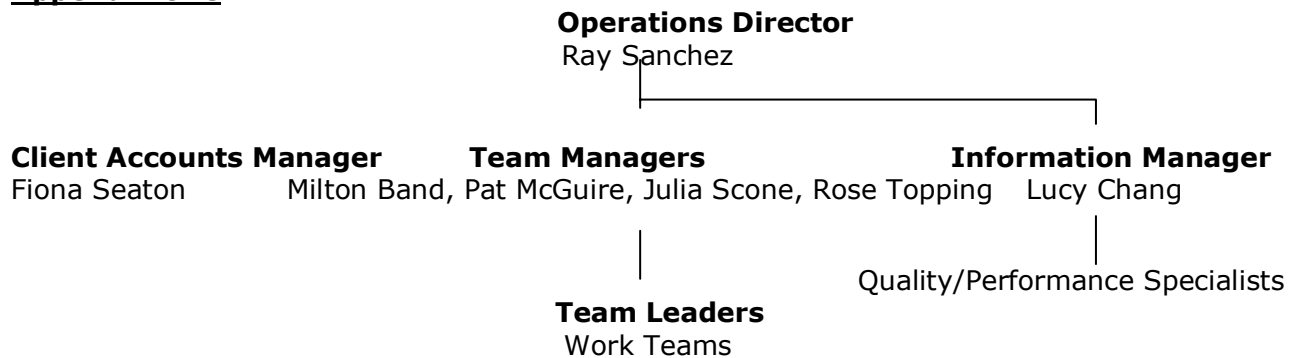 Operations Director
Ray Sanchez
Client Accounts Manager Team Managers Information Manager
Fiona Seaton Milton Band, Pat McGuire, Julia Scone, Rose Topping Lucy Chang
Quality/Performance Specialists
Team Leaders
Work Teams